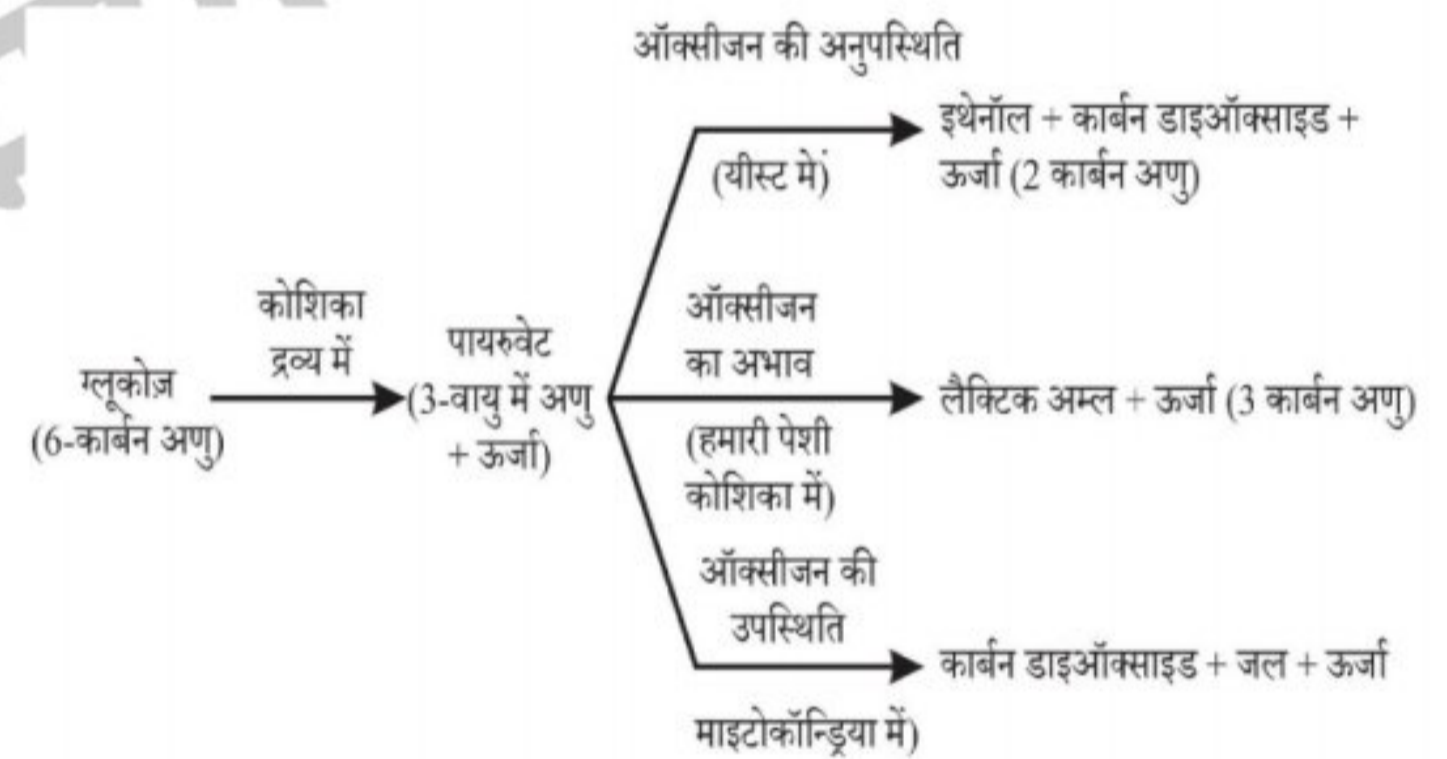 ऑक्सीजन की अनुपस्थिति
इथेनॉल + कार्बन डाइऑक्साइड +
(यीस्ट में)
ऊर्जा (2 कार्बन अणु)
ग्लूकोज़
(6-कार्बन अणु)
कोशिका
द्रव्य में
पायरुवेट
(3-वायु में अणु
+ ऊर्जा)
ऑक्सीजन
का अभाव
(हमारी पेशी
कोशिका में)
लैक्टिक अम्ल + ऊर्जा (3 कार्बन अणु)
ऑक्सीजन की
उपस्थिति
माइटोकॉन्ड्रिया में)
कार्बन डाइऑक्साइड + जल + ऊर्जा